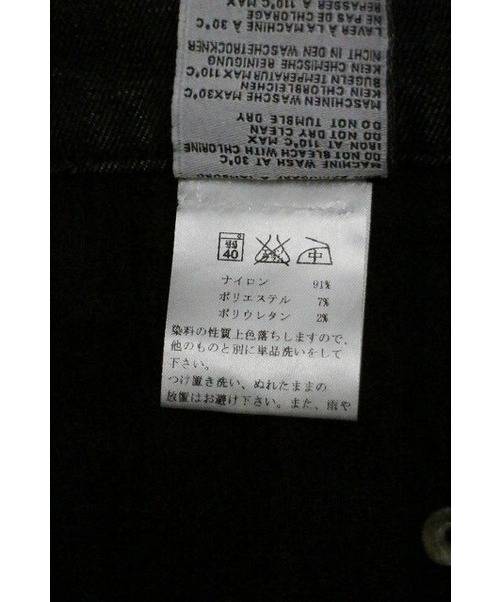 MACHINE WASH AT 30°C
DO NOT BLEACH WITH CHLORINE
IRON AT 110°C MAX
DO NOT DRY CLEAN
DO NOT TUMBLE DRY
MASCHINEN WASCHE MAX30°C
KEIN CHLORBLEICHEN
BUGELN TEMPERATUR MAX 110°C
KEIN CHEMISCHE REINIGUNG
NICHT IN DEN WASCHETROCKNER
LAVER À LA MACHINE À 30°C
NE PAS DE CHLORAGE
REPASSER À 110°C MAX
40 中
ナイロン 91%
ポリエステル 7%
ポリウレタン 2%
染料の性質上色落ちしますので、
他のものと別に単品洗いをして
下さい。
つけ置き洗い、ぬれたままの
放置はお避け下さい。また、雨や